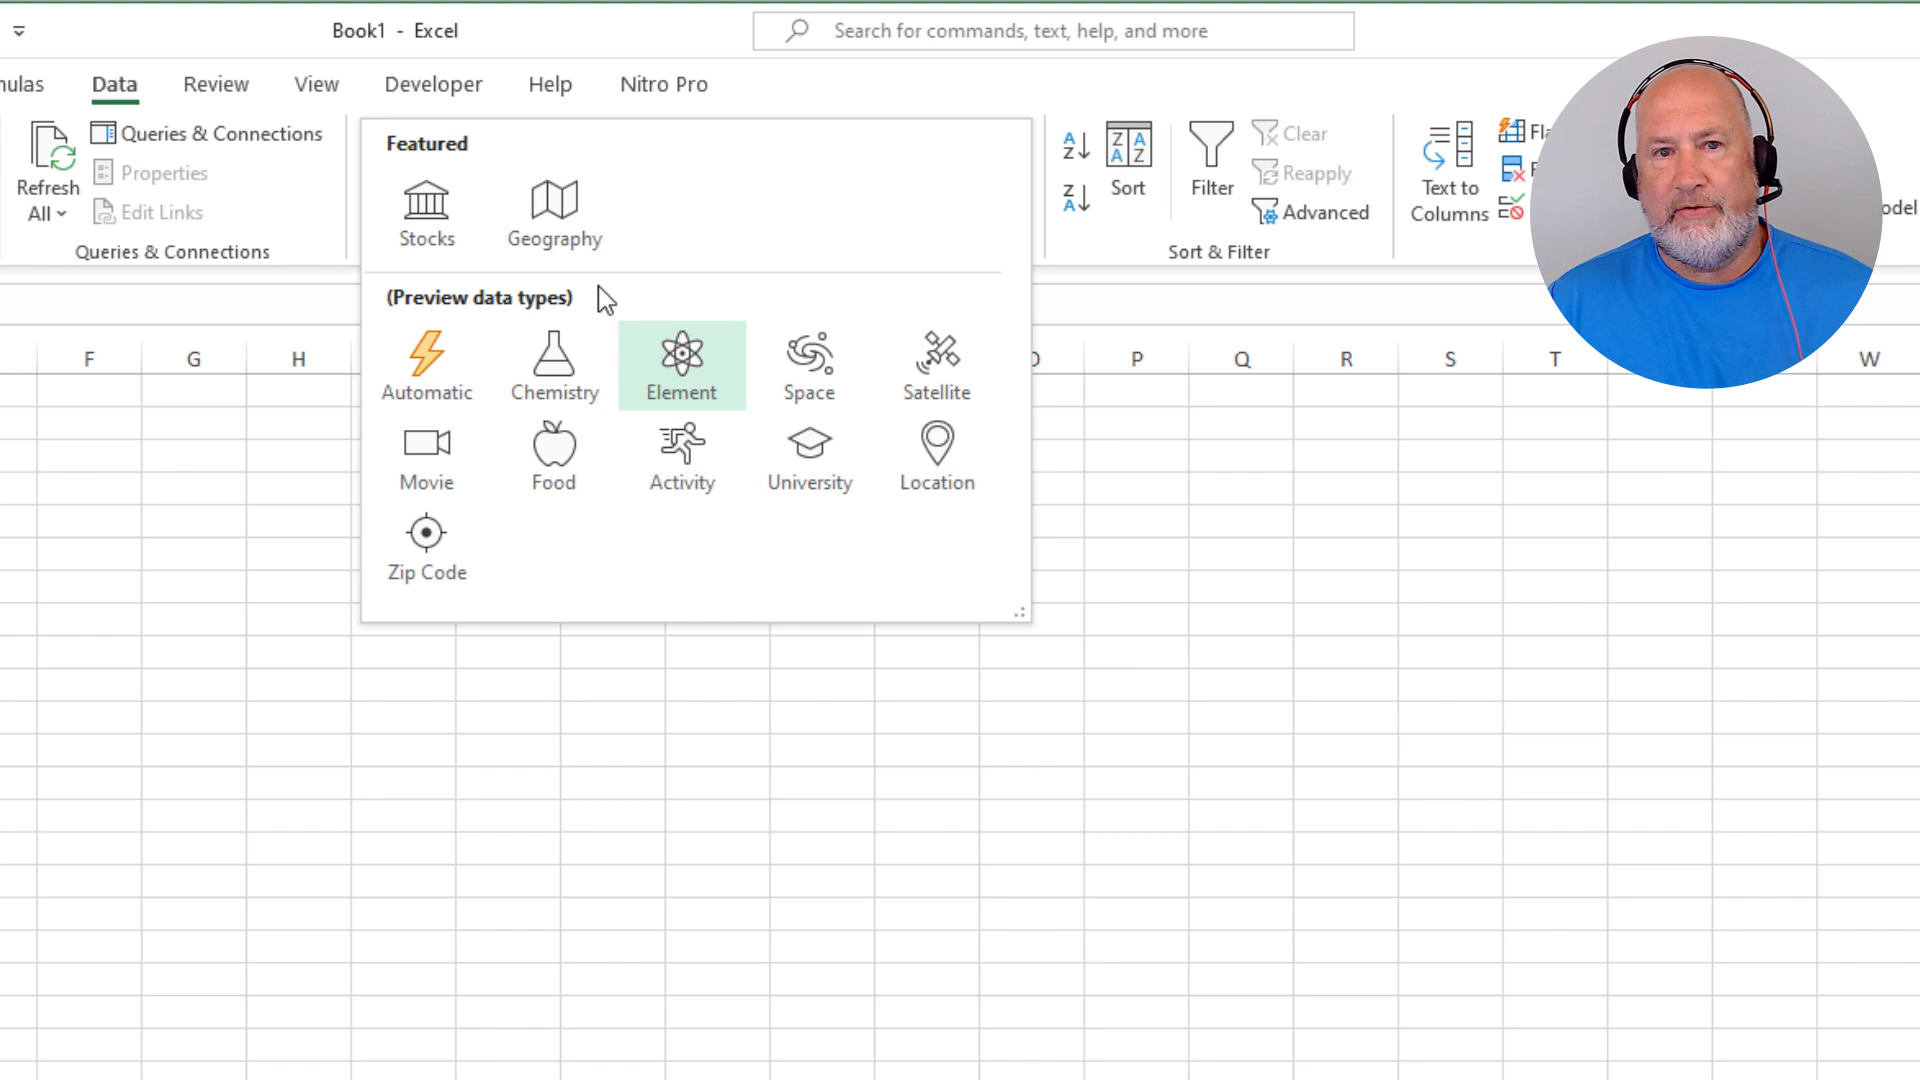 Book1 - Excel
Search for commands, text, help, and more
mulas Data Review View Developer Help Nitro Pro
Refresh All
Queries & Connections
Properties
Edit Links
Queries & Connections
Featured
Stocks Geography
(Preview data types)
Automatic Chemistry Element Space Satellite
Movie Food Activity University Location
Zip Code
A
Z
Z
A
Z A
A Z
Sort
Filter
Clear
Reapply
Advanced
Sort & Filter
Text to
Columns
Fla
odel
F G H P Q R S T W